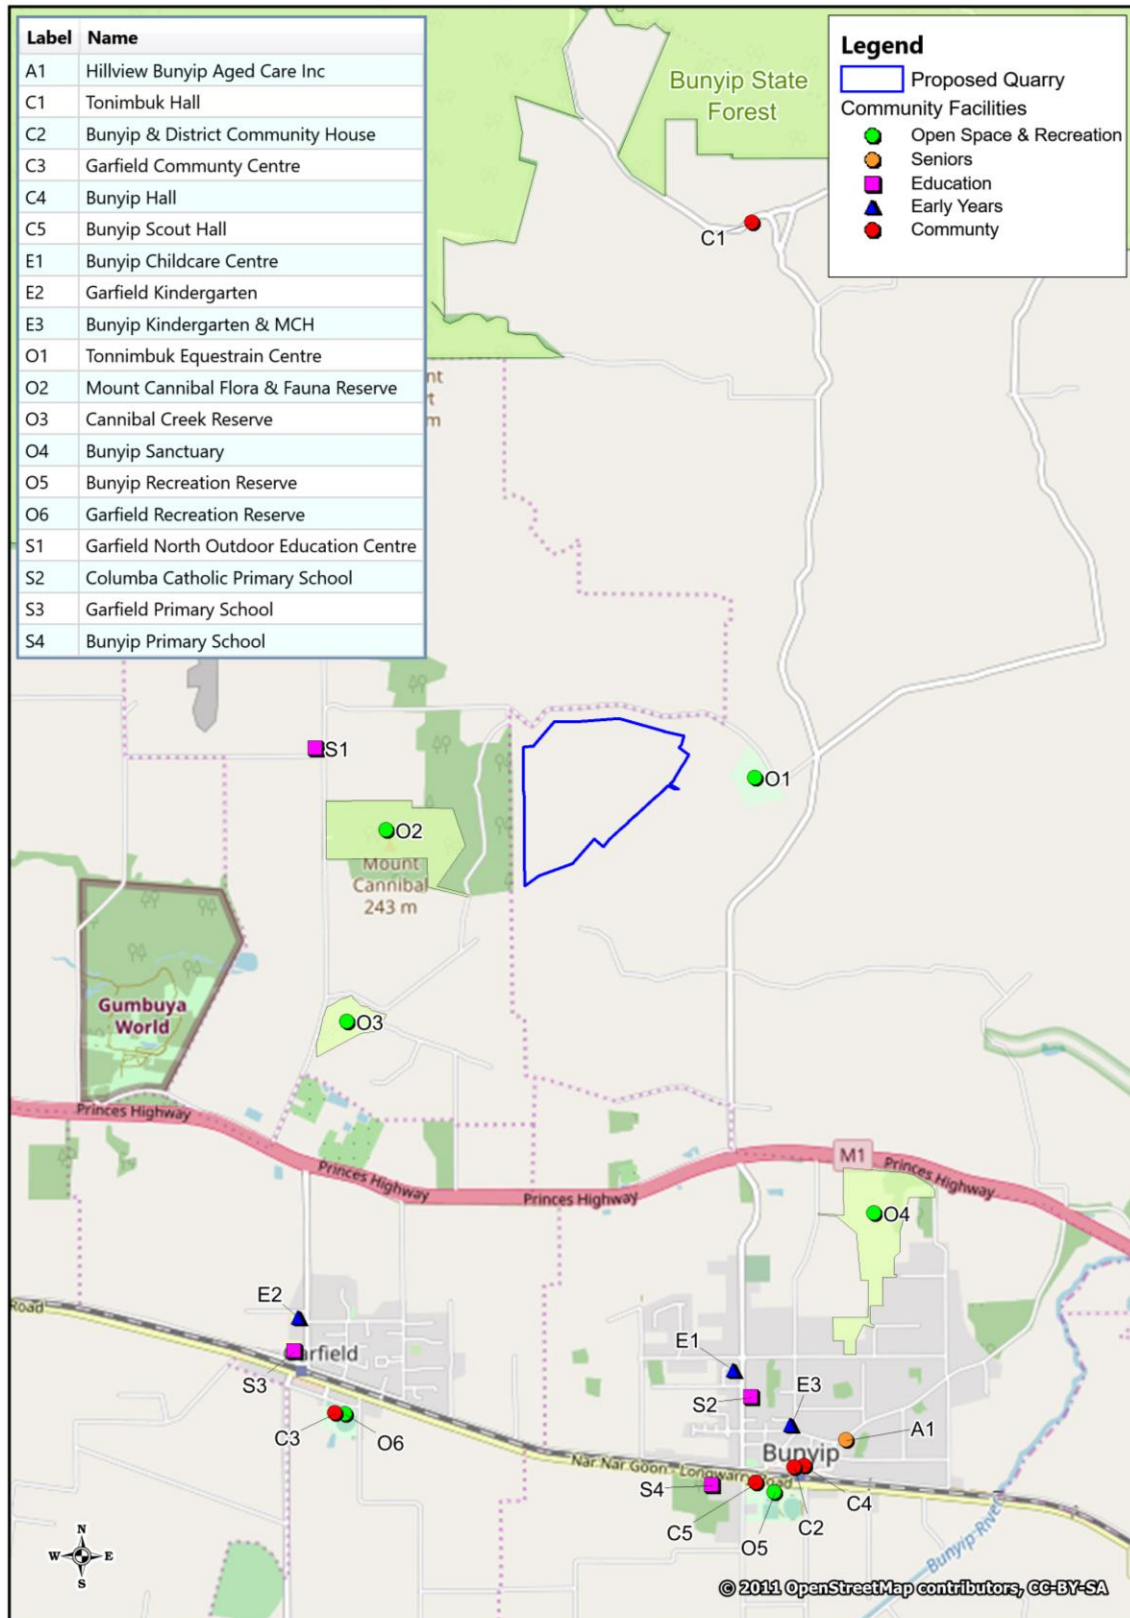 Label Name
A1 Hillview Bunyip Aged Care Inc
C1 Tonimbuk Hall
C2 Bunyip & District Community House
C3 Garfield Communty Centre
C4 Bunyip Hall
C5 Bunyip Scout Hall
E1 Bunyip Childcare Centre
E2 Garfield Kindergarten
E3 Bunyip Kindergarten & MCH
O1 Tonnimbuk Equestrain Centre
O2 Mount Cannibal Flora & Fauna Reserve
O3 Cannibal Creek Reserve
O4 Bunyip Sanctuary
O5 Bunyip Recreation Reserve
O6 Garfield Recreation Reserve
S1 Garfield North Outdoor Education Centre
S2 Columba Catholic Primary School
S3 Garfield Primary School
S4 Bunyip Primary School
Legend
Proposed Quarry
Community Facilities
Open Space & Recreation
Seniors
Education
Early Years
Communty
Bunyip State
Forest
C1
S1
O1
O2
Mount
Cannibal
243 m
Gumbuya
World
O3
Princes Highway
Princes Highway
Princes Highway
M1
Princes Highway
O4
E2
Road
S3
C3
O6
E1
S2
E3
A1
Bunyip
Nar Nar Goon - Longwarry Road
S4
C5
O5
C2
C4
Bunyip River
N
W E
S
© 2011 OpenStreetMap contributors, CC-BY-SA